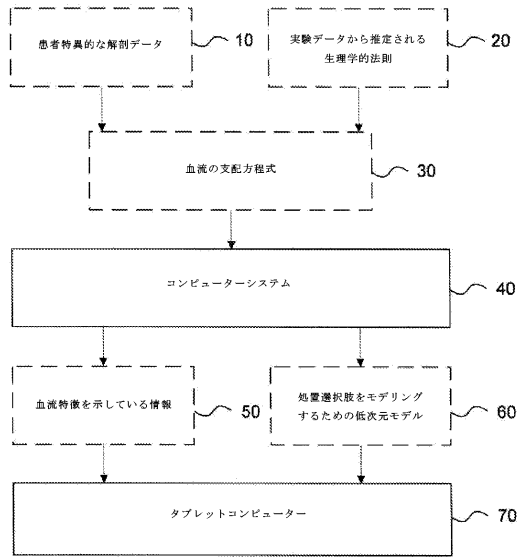 患者特異的な解剖データ
10
実験データから推定される
生理学的法則
20
血流の支配方程式
30
コンピューターシステム
40
血流特徴を示している情報
50
処置選択肢をモデリング
するための低次元モデル
60
タブレットコンピューター
70